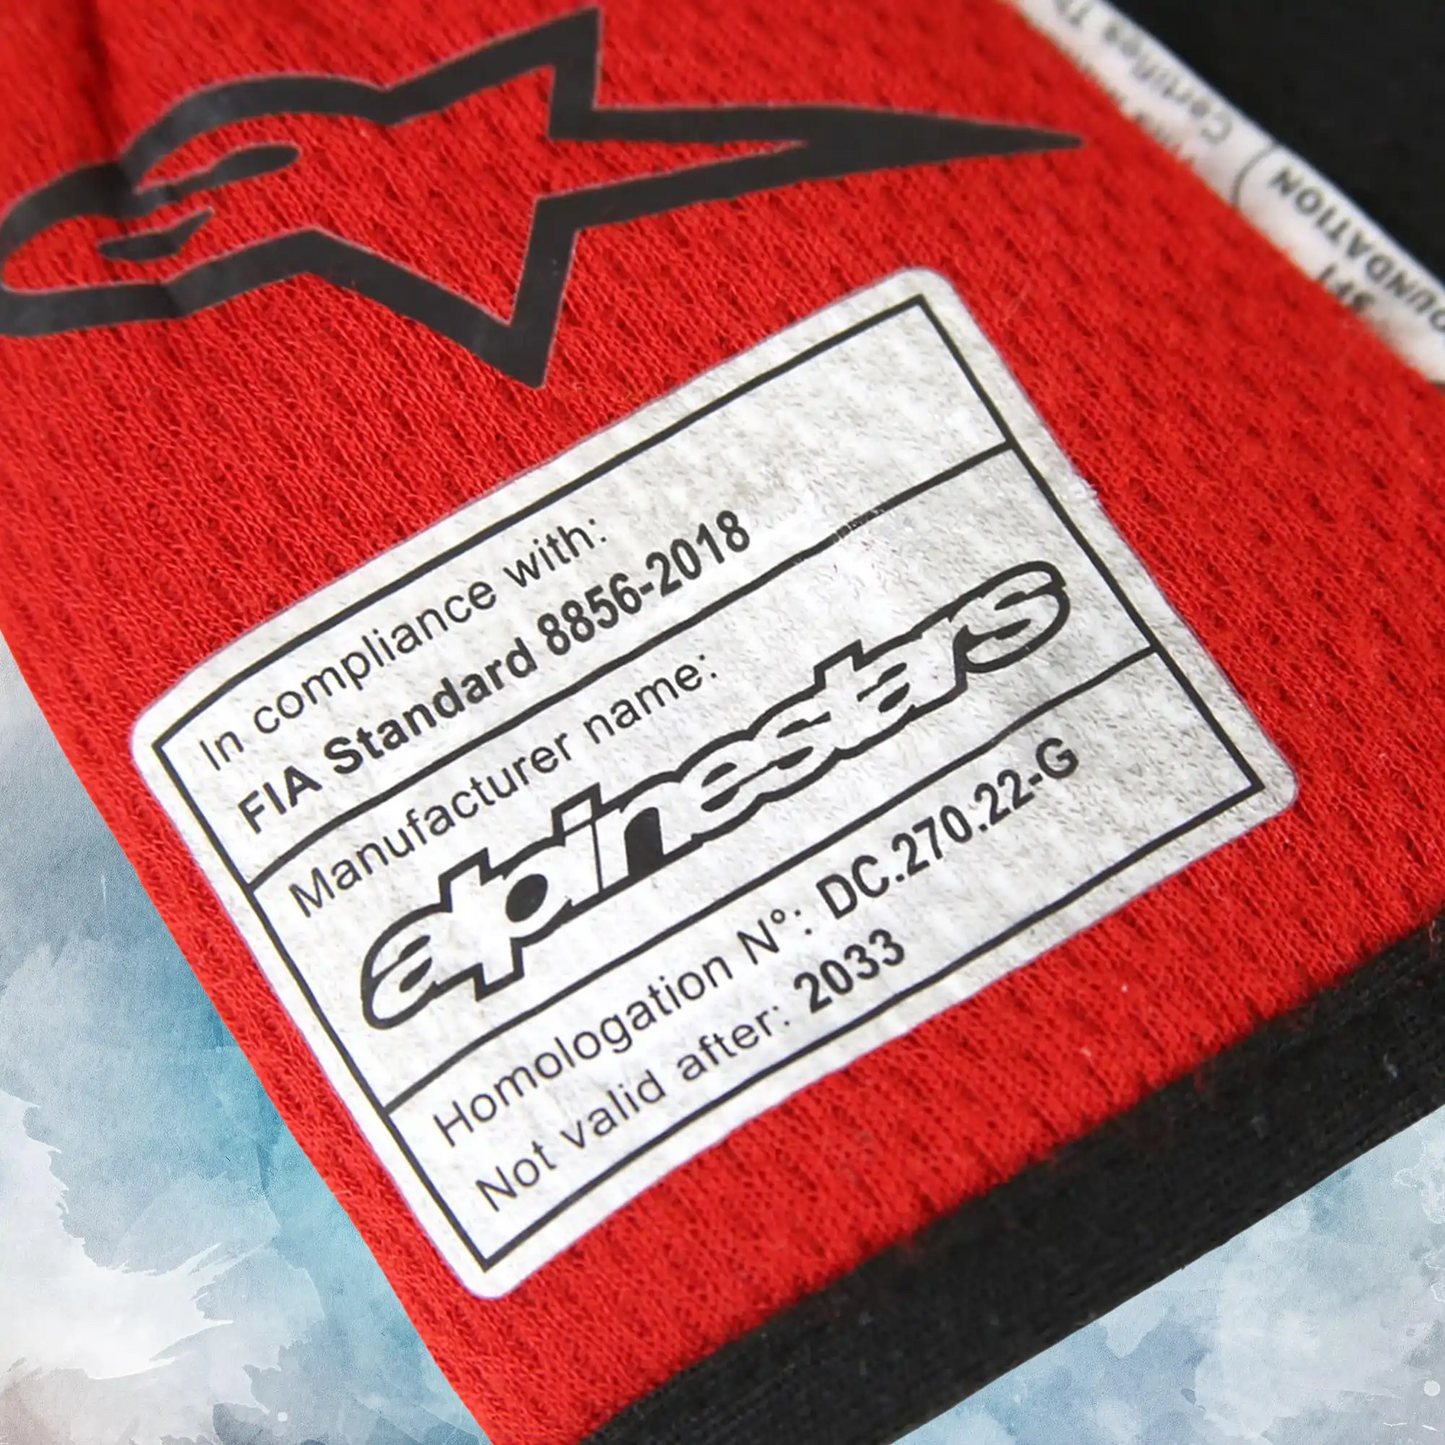 In compliance with:
FIA Standard 8856-2018
Manufacturer name:
alpinestars
Homologation N°: DC.270.22-G
Not valid after: 2033
SFI
FOUNDATION
Certifies